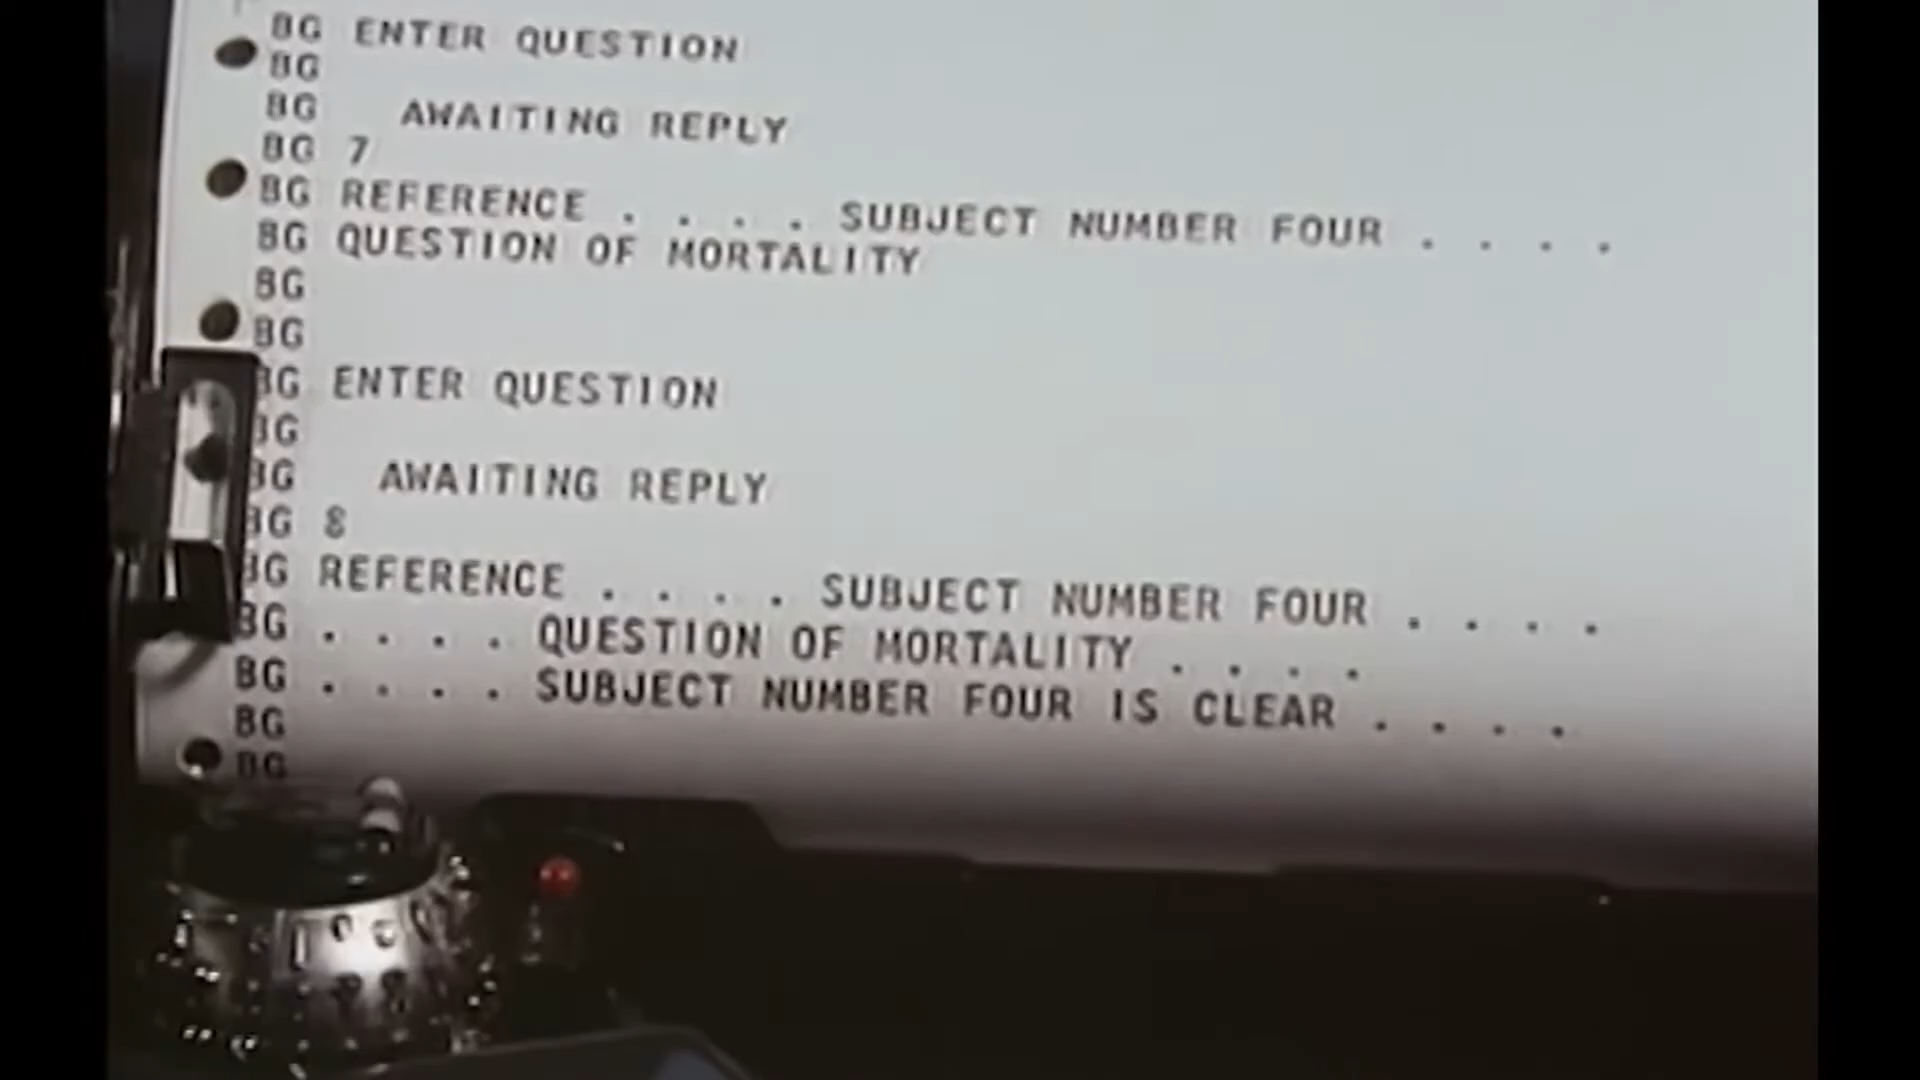 BG ENTER QUESTION
BG
BG AWAITING REPLY
BG 7
BG REFERENCE . . . . SUBJECT NUMBER FOUR . . . .
BG QUESTION OF MORTALITY
BG
BG
BG ENTER QUESTION
BG
BG AWAITING REPLY
BG 8
BG REFERENCE . . . . SUBJECT NUMBER FOUR . . . .
BG . . . . QUESTION OF MORTALITY . . . .
BG . . . . SUBJECT NUMBER FOUR IS CLEAR . . . .
BG
BG